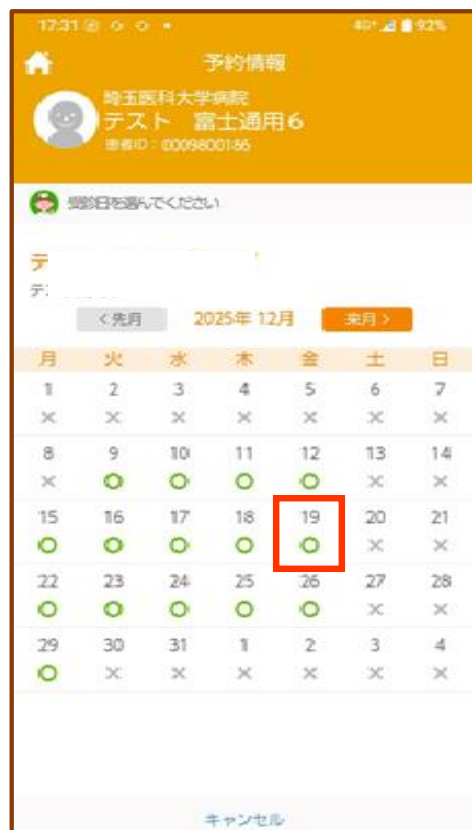 17:31 4G+ 92%
予約情報
埼玉医科大学病院
テスト 富士通用6
患者ID:0009800186
受診日を選んでください
テ
テ
<先月 2025年 12月 来月>
月 火 水 木 金 土 日
1 2 3 4 5 6 7
× × × × × × ×
8 9 10 11 12 13 14
× ○ ○ ○ ○ × ×
15 16 17 18 19 20 21
○ ○ ○ ○ ○ × ×
22 23 24 25 26 27 28
○ ○ ○ ○ ○ × ×
29 30 31 1 2 3 4
○ × × × × × ×
キャンセル